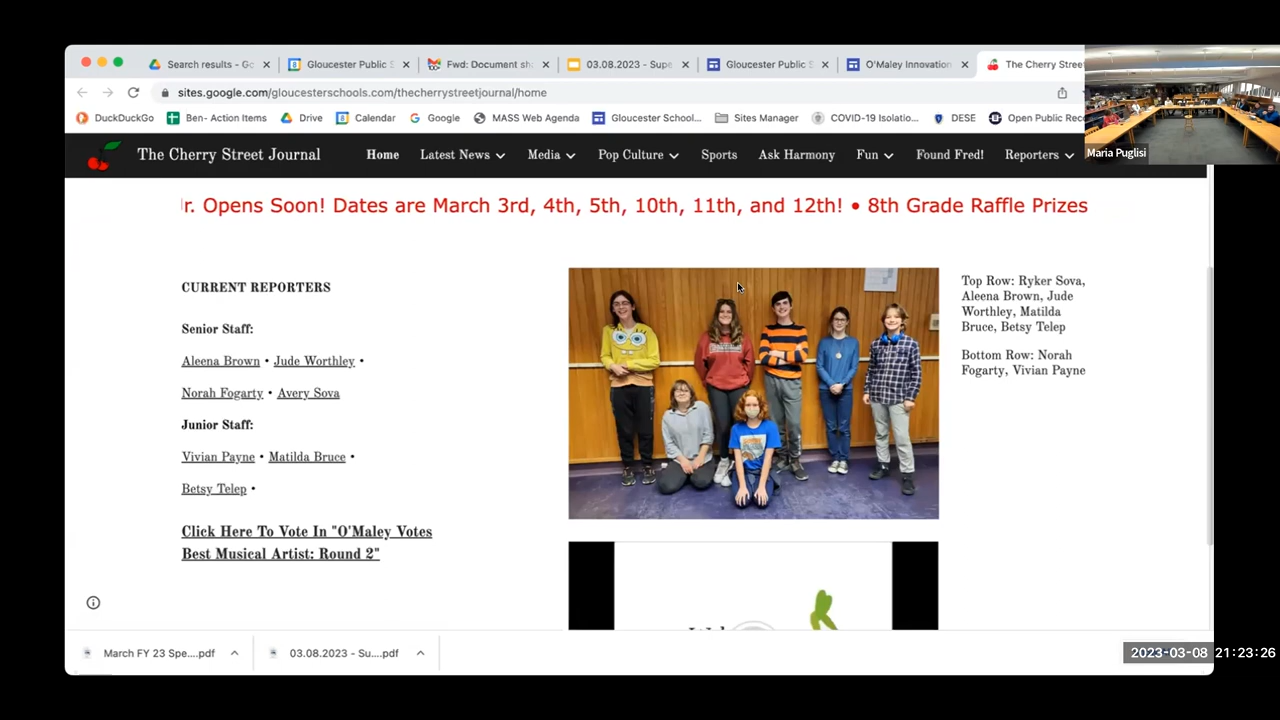 Search results - Go
Gloucester Public S
Fwd: Document sh
03.08.2023 - Supe
Gloucester Public S
O'Maley Innovation
The Cherry Stree
sites.google.com/gloucesterschools.com/thecherrystreetjournal/home
DuckDuckGo
Ben- Action Items
Drive
Calendar
Google
MASS Web Agenda
Gloucester School...
Sites Manager
COVID-19 Isolatio...
DESE
Open Public Rec
Maria Puglisi
The Cherry Street Journal
Home
Latest News
Media
Pop Culture
Sports
Ask Harmony
Fun
Found Fred!
Reporters
r. Opens Soon! Dates are March 3rd, 4th, 5th, 10th, 11th, and 12th! • 8th Grade Raffle Prizes
CURRENT REPORTERS
Senior Staff:
Aleena Brown • Jude Worthley •
Norah Fogarty • Avery Sova
Junior Staff:
Vivian Payne • Matilda Bruce •
Betsy Telep •
Click Here To Vote In "O'Maley Votes
Best Musical Artist: Round 2"
Top Row: Ryker Sova,
Aleena Brown, Jude
Worthley, Matilda
Bruce, Betsy Telep
Bottom Row: Norah
Fogarty, Vivian Payne
March FY 23 Spe....pdf
03.08.2023 - Su....pdf
2023-03-08 21:23:26